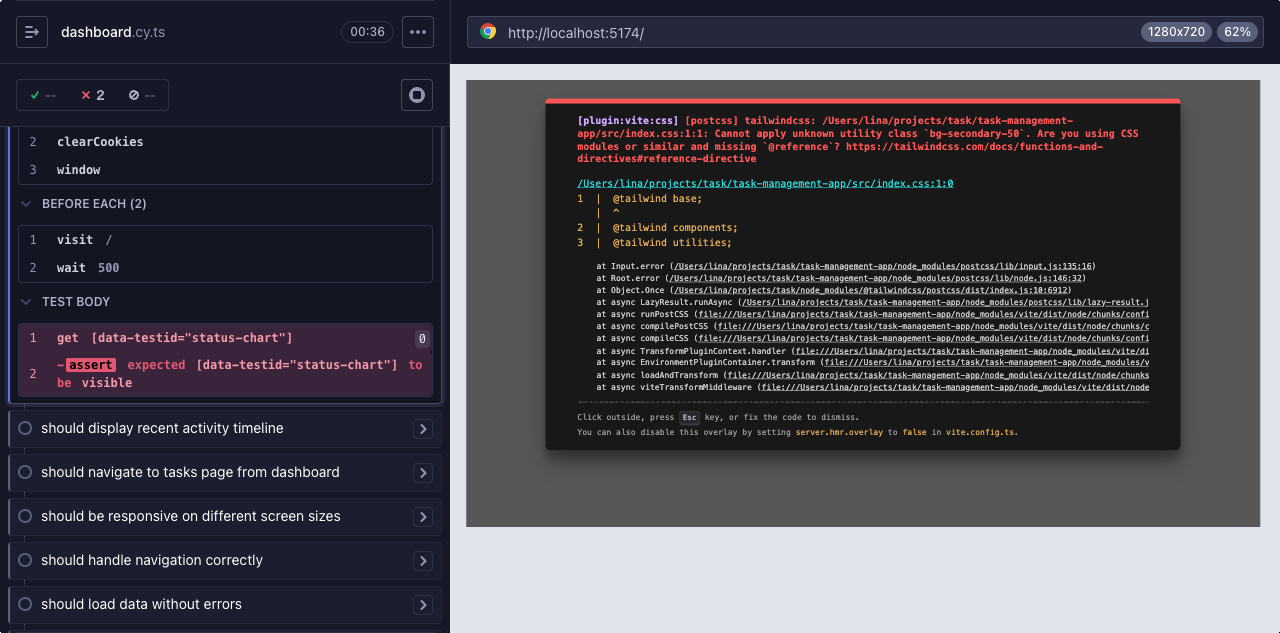 dashboard.cy.ts
00:36
http://localhost:5174/
1280x720
62%
--
2
--
2 clearCookies
3 window
BEFORE EACH (2)
1 visit /
2 wait 500
TEST BODY
1 get [data-testid="status-chart"] 0
2 -assert expected [data-testid="status-chart"] to
be visible
should display recent activity timeline
should navigate to tasks page from dashboard
should be responsive on different screen sizes
should handle navigation correctly
should load data without errors
[plugin:vite:css] [postcss] tailwindcss: /Users/lina/projects/task/task-management-
app/src/index.css:1:1: Cannot apply unknown utility class `bg-secondary-50`. Are you using CSS
modules or similar and missing `@reference`? https://tailwindcss.com/docs/functions-and-
directives#reference-directive
/Users/lina/projects/task/task-management-app/src/index.css:1:0
1 | @tailwind base;
| ^
2 | @tailwind components;
3 | @tailwind utilities;
at Input.error (/Users/lina/projects/task/task-management-app/node_modules/postcss/lib/input.js:135:16)
at Root.error (/Users/lina/projects/task/task-management-app/node_modules/postcss/lib/node.js:146:32)
at Object.Once (/Users/lina/projects/task/task-management-app/node_modules/@tailwindcss/postcss/dist/index.js:10:6912)
at async LazyResult.runAsync (/Users/lina/projects/task/task-management-app/node_modules/postcss/lib/lazy-result.j
at async runPostCSS (file:///Users/lina/projects/task/task-management-app/node_modules/vite/dist/node/chunks/confi
at async compilePostCSS (file:///Users/lina/projects/task/task-management-app/node_modules/vite/dist/node/chunks/c
at async compileCSS (file:///Users/lina/projects/task/task-management-app/node_modules/vite/dist/node/chunks/confi
at async TransformPluginContext.handler (file:///Users/lina/projects/task/task-management-app/node_modules/vite/di
at async EnvironmentPluginContainer.transform (file:///Users/lina/projects/task/task-management-app/node_modules/v
at async loadAndTransform (file:///Users/lina/projects/task/task-management-app/node_modules/vite/dist/node/chunks
at async viteTransformMiddleware (file:///Users/lina/projects/task/task-management-app/node_modules/vite/dist/node
Click outside, press Esc key, or fix the code to dismiss.
You can also disable this overlay by setting server.hmr.overlay to false in vite.config.ts.